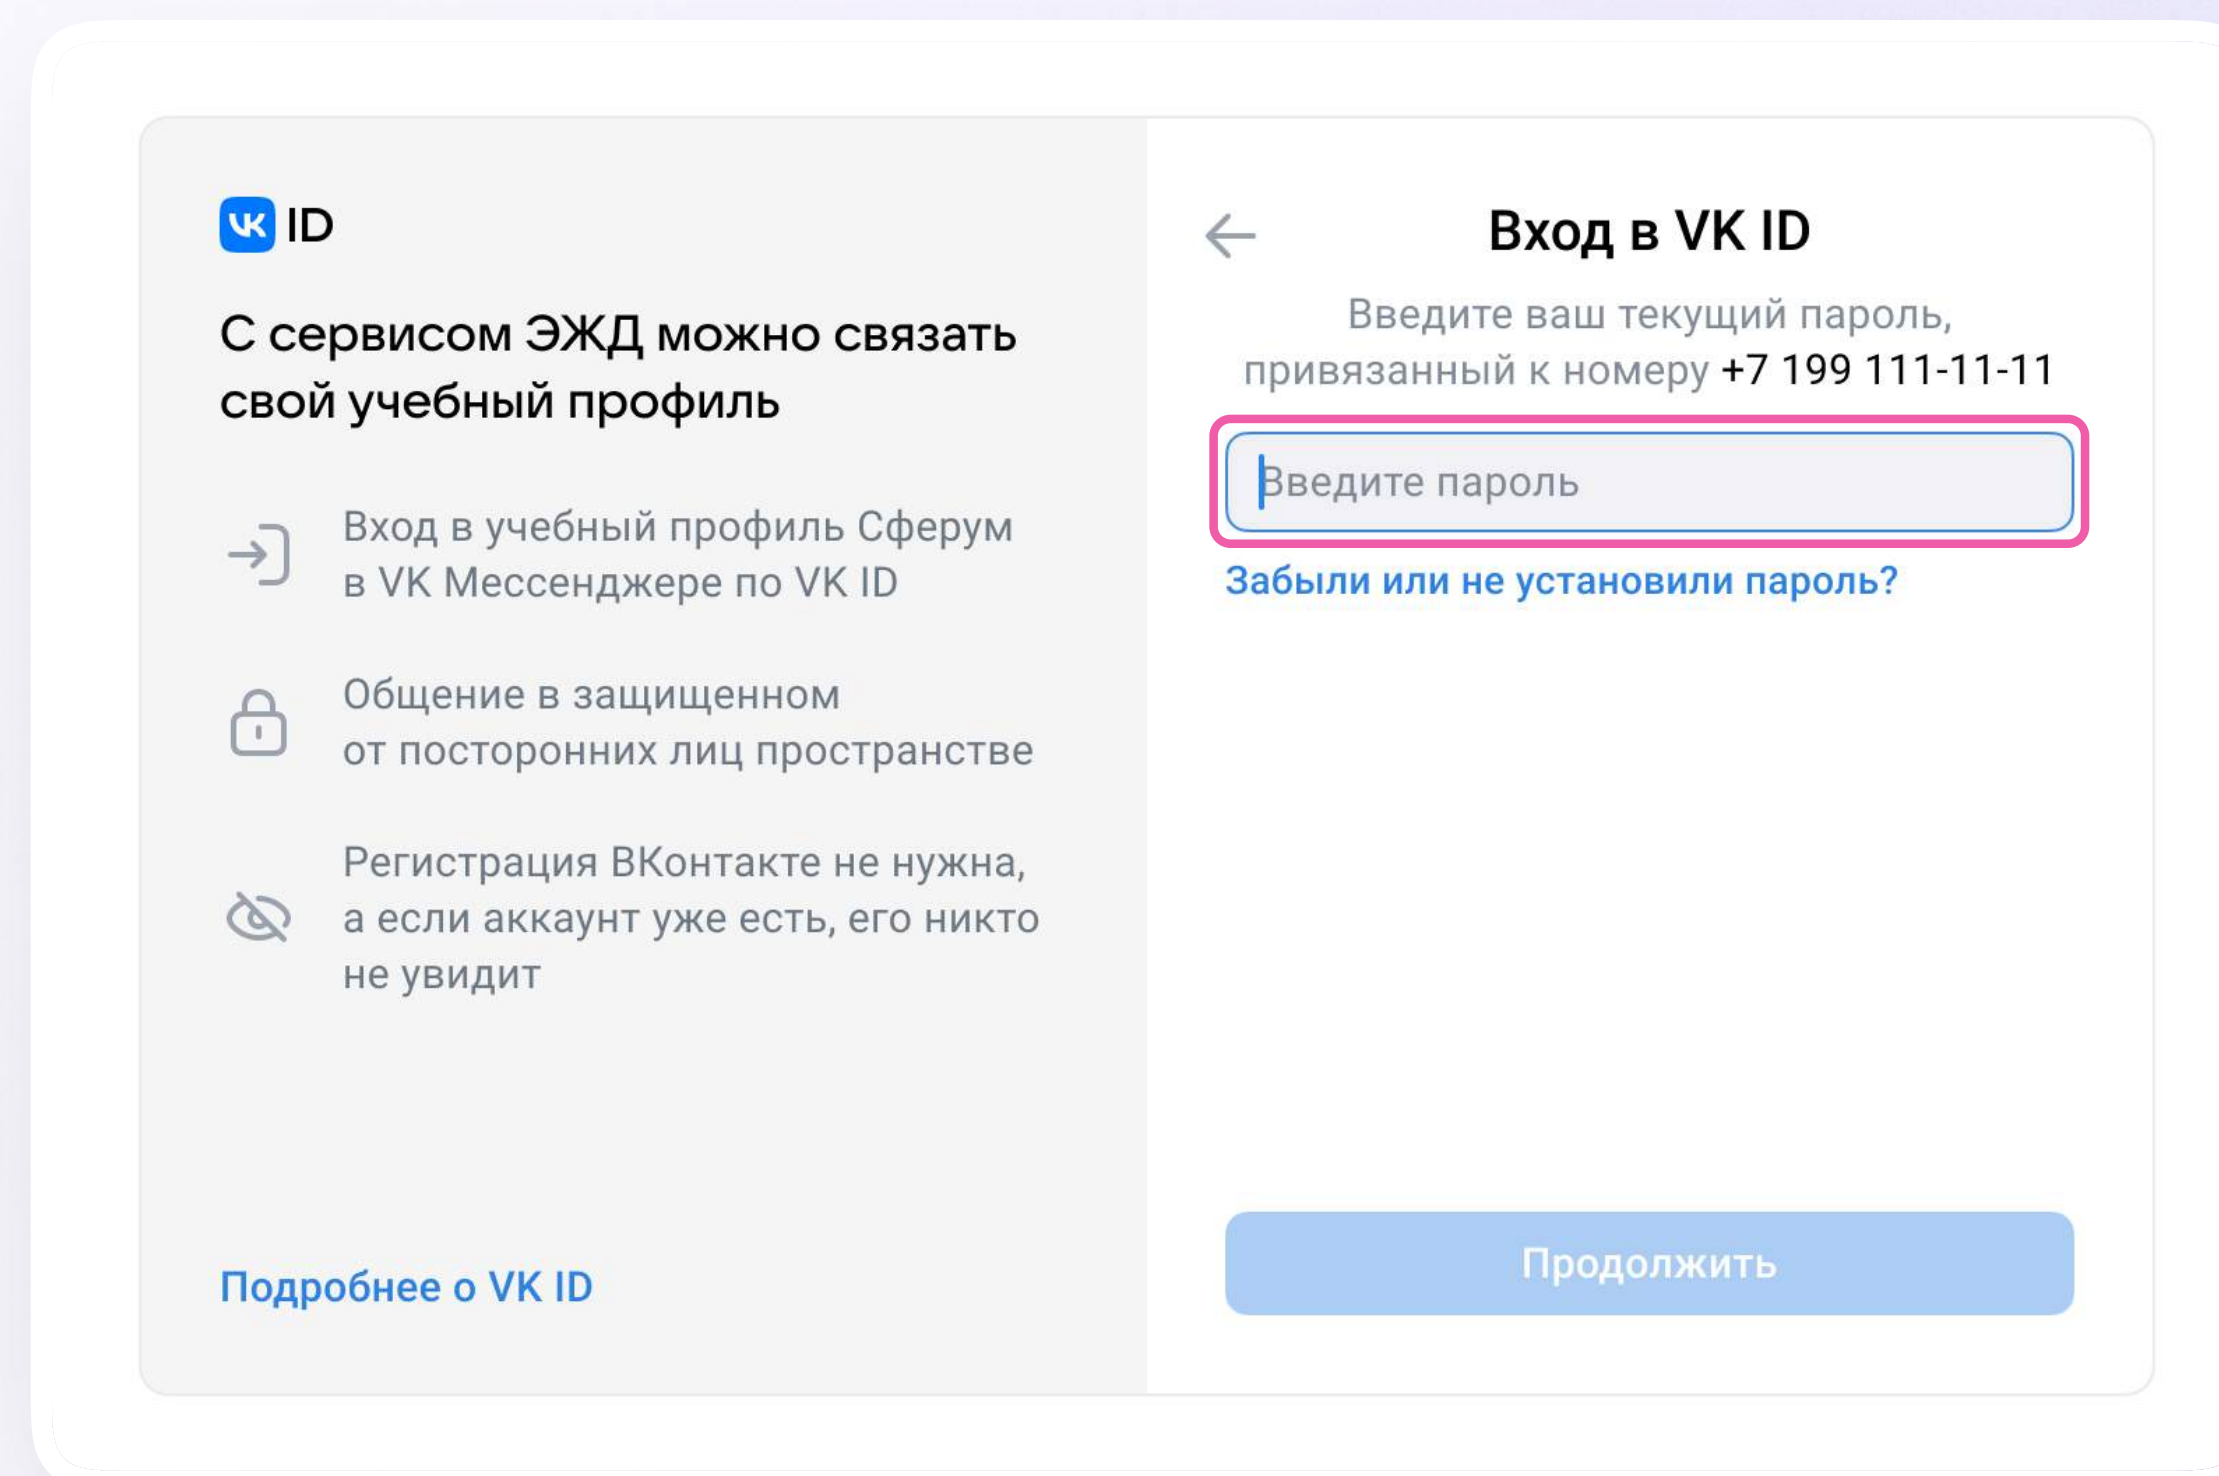 VK ID
С сервисом ЭЖД можно связать
свой учебный профиль
Вход в учебный профиль Сферум
в VK Мессенджере по VK ID
Общение в защищенном
от посторонних лиц пространстве
Регистрация ВКонтакте не нужна,
а если аккаунт уже есть, его никто
не увидит
Подробнее о VK ID
Вход в VK ID
Введите ваш текущий пароль,
привязанный к номеру +7 199 111-11-11
Введите пароль
Забыли или не установили пароль?
Продолжить